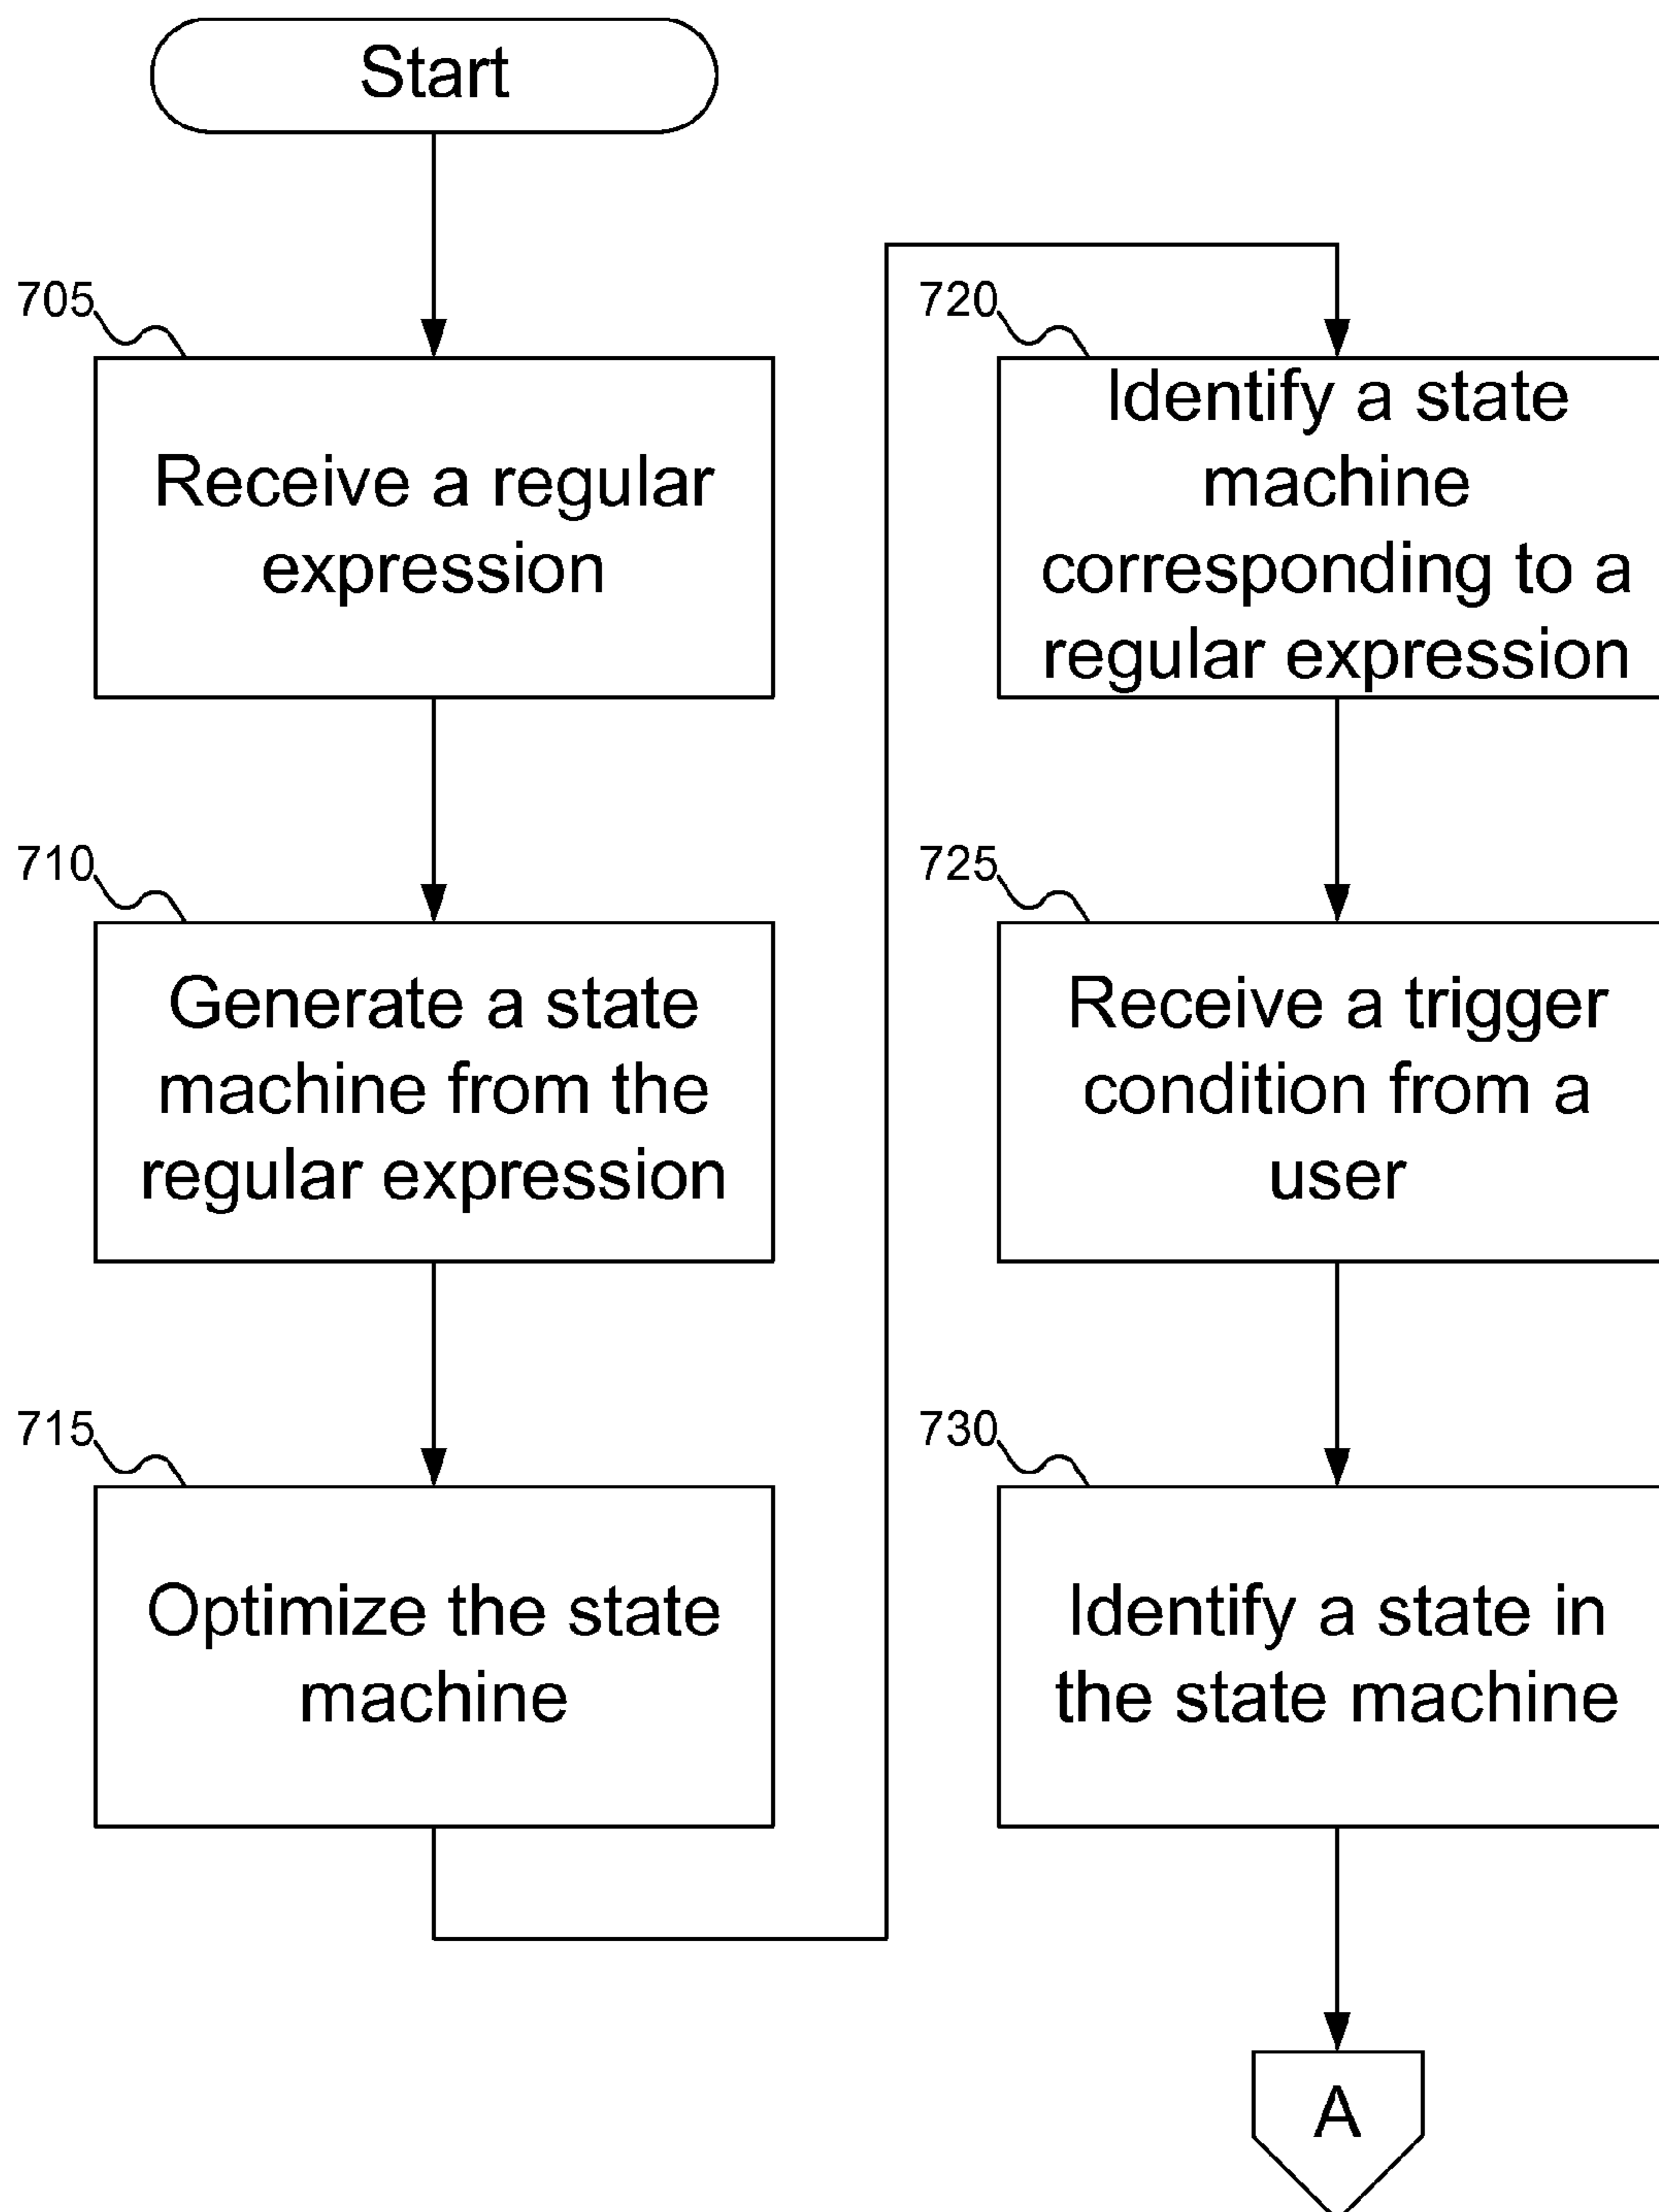 Start
705
Receive a regular
expression
710
Generate a state
machine from the
regular expression
715
Optimize the state
machine
720
Identify a state
machine
corresponding to a
regular expression
725
Receive a trigger
condition from a
user
730
Identify a state in
the state machine
A